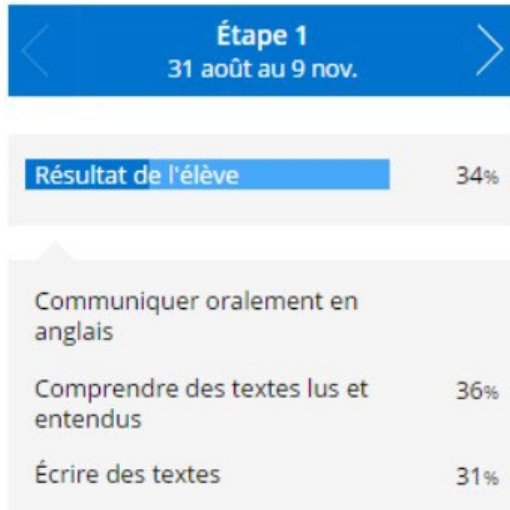 Étape 1
31 août au 9 nov.
Résultat de l'élève 34%
Communiquer oralement en
anglais
Comprendre des textes lus et 36%
entendus
Écrire des textes 31%